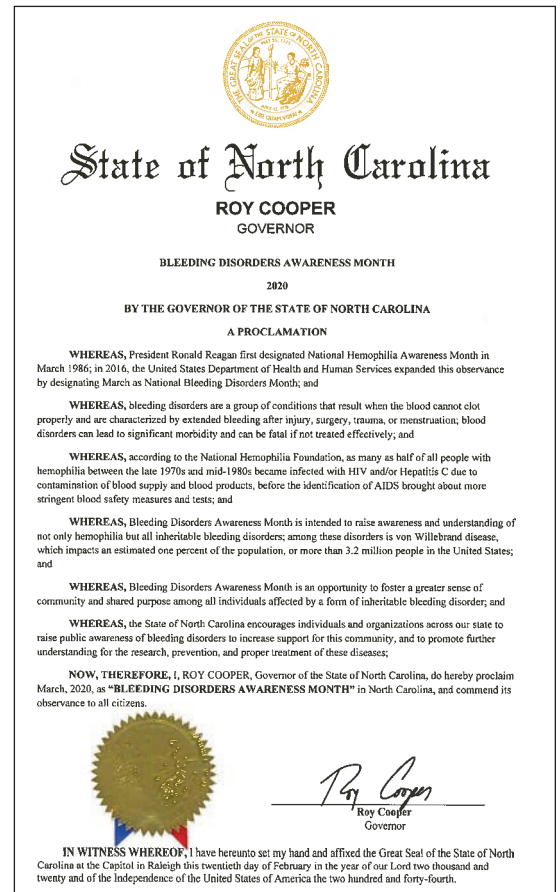 THE GREAT SEAL OF THE STATE OF NORTH CAROLINA
MAY 20, 1775
APRIL 12, 1776
ESSE QUAM VIDERI
State of North Carolina
ROY COOPER
GOVERNOR
BLEEDING DISORDERS AWARENESS MONTH
2020
BY THE GOVERNOR OF THE STATE OF NORTH CAROLINA
A PROCLAMATION
WHEREAS, President Ronald Reagan first designated National Hemophilia Awareness Month in
March 1986; in 2016, the United States Department of Health and Human Services expanded this observance
by designating March as National Bleeding Disorders Month; and
WHEREAS, bleeding disorders are a group of conditions that result when the blood cannot clot
properly and are characterized by extended bleeding after injury, surgery, trauma, or menstruation; blood
disorders can lead to significant morbidity and can be fatal if not treated effectively; and
WHEREAS, according to the National Hemophilia Foundation, as many as half of all people with
hemophilia between the late 1970s and mid-1980s became infected with HIV and/or Hepatitis C due to
contamination of blood supply and blood products, before the identification of AIDS brought about more
stringent blood safety measures and tests; and
WHEREAS, Bleeding Disorders Awareness Month is intended to raise awareness and understanding of
not only hemophilia but all inheritable bleeding disorders; among these disorders is von Willebrand disease,
which impacts an estimated one percent of the population, or more than 3.2 million people in the United States;
and
WHEREAS, Bleeding Disorders Awareness Month is an opportunity to foster a greater sense of
community and shared purpose among all individuals affected by a form of inheritable bleeding disorder; and
WHEREAS, the State of North Carolina encourages individuals and organizations across our state to
raise public awareness of bleeding disorders to increase support for this community, and to promote further
understanding for the research, prevention, and proper treatment of these diseases;
NOW, THEREFORE, I, ROY COOPER, Governor of the State of North Carolina, do hereby proclaim
March, 2020, as "BLEEDING DISORDERS AWARENESS MONTH" in North Carolina, and commend its
observance to all citizens.
Roy Cooper
Roy Cooper
Governor
IN WITNESS WHEREOF, I have hereunto set my hand and affixed the Great Seal of the State of North
Carolina at the Capitol in Raleigh this twentieth day of February in the year of our Lord two thousand and
twenty and of the Independence of the United States of America the two hundred and forty-fourth.